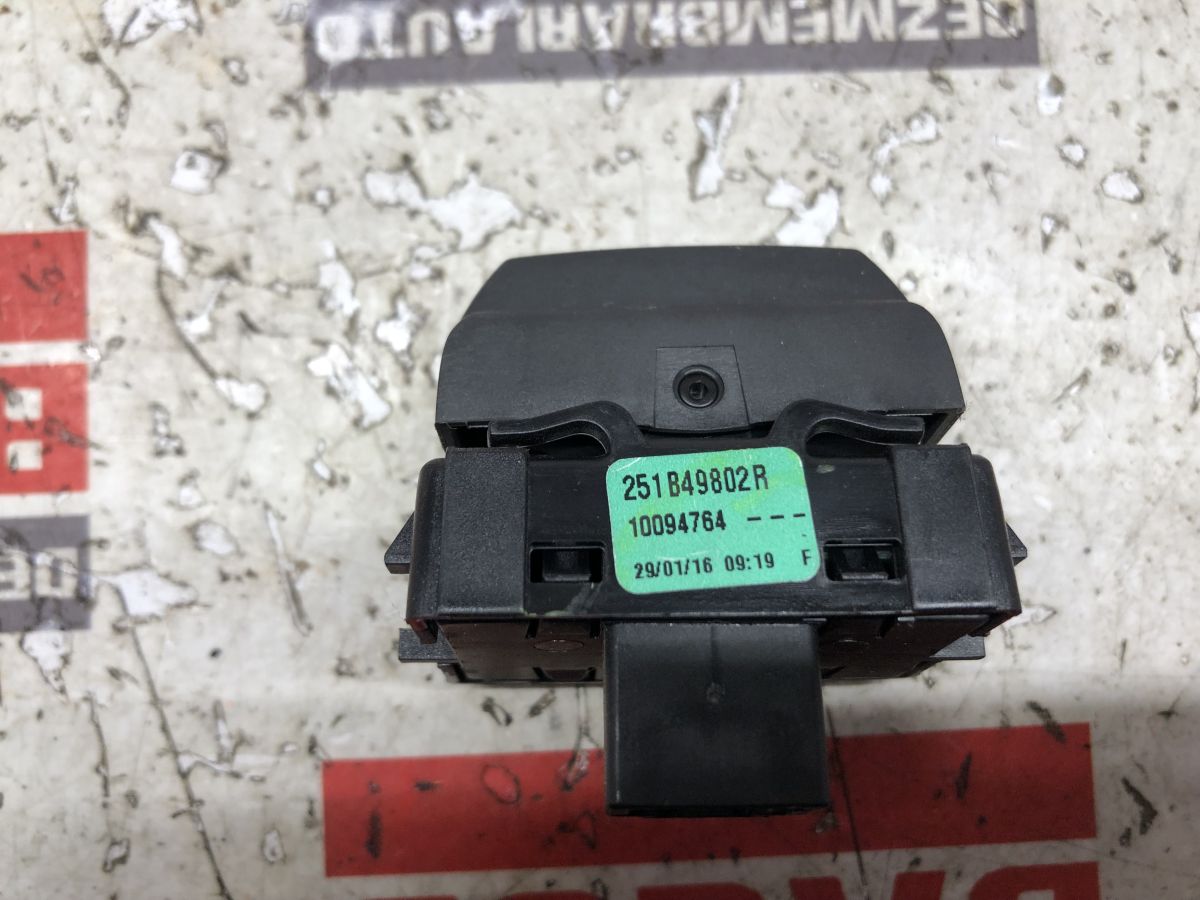 DEZMEMBRARI AUTO
251B49802R
10094764 ---
29/01/16 09:19 F